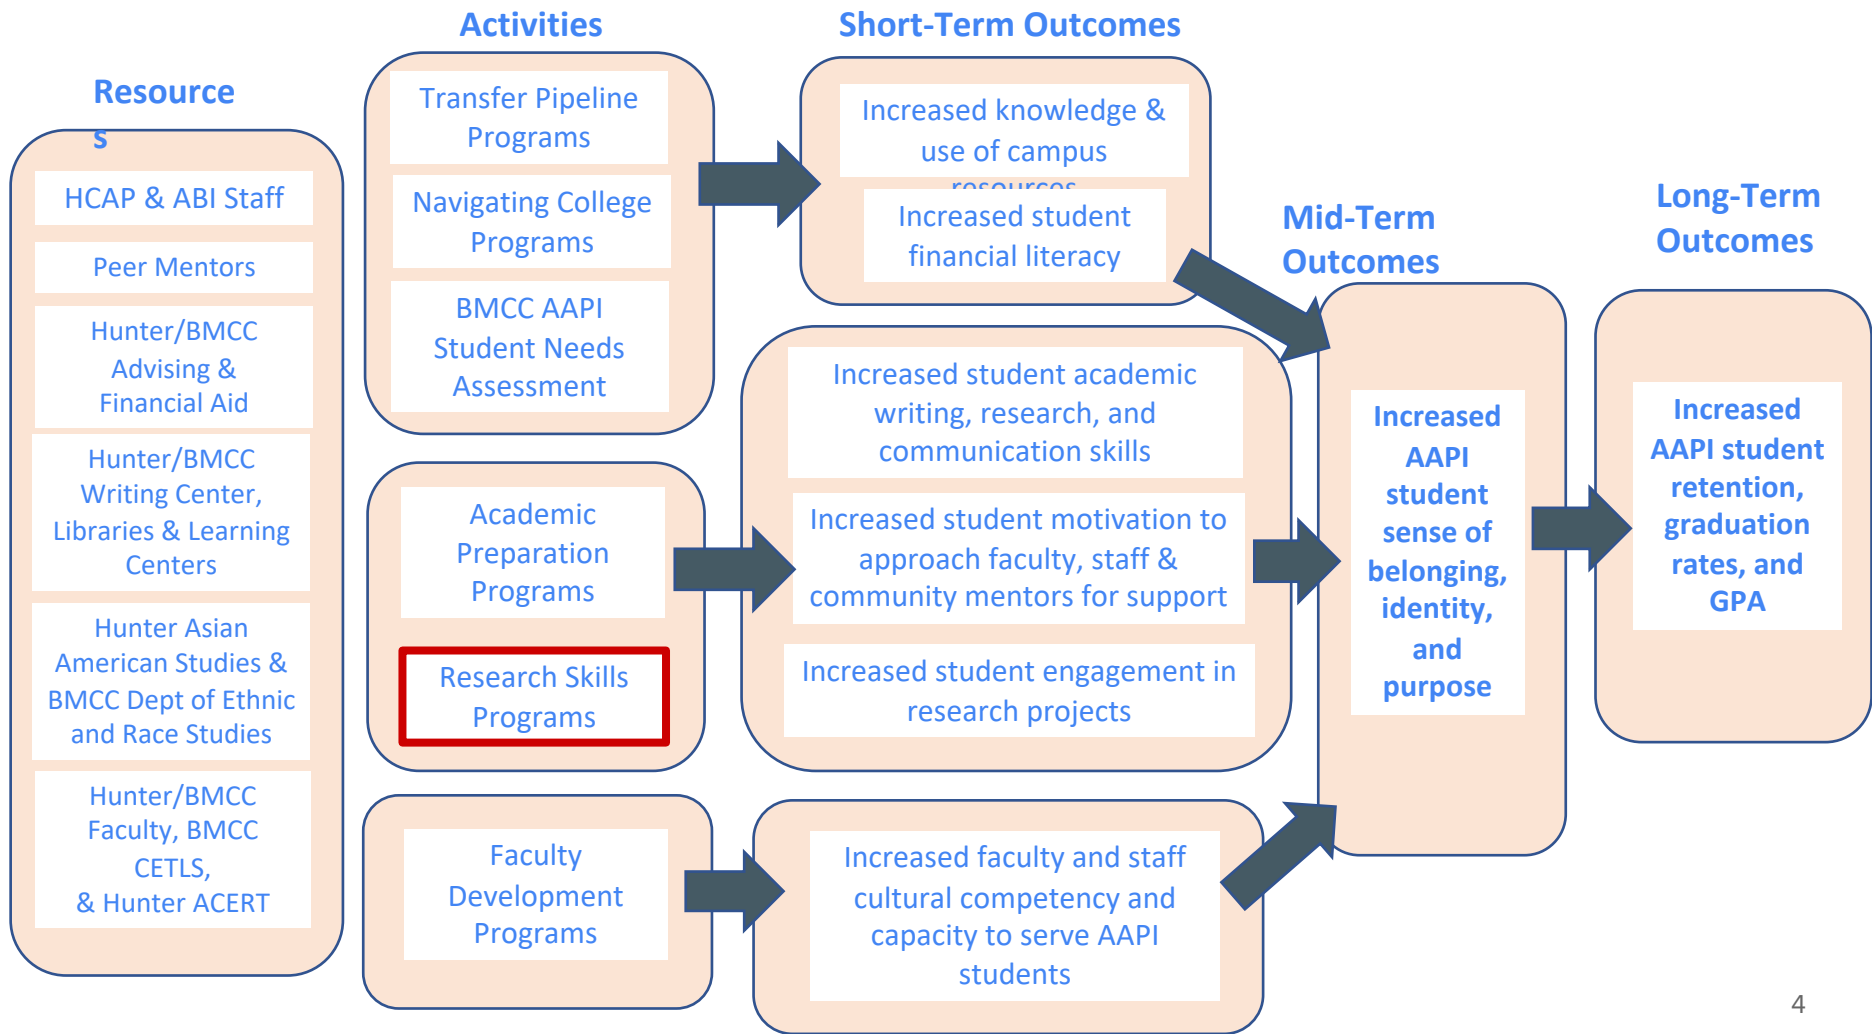 Resource
s
HCAP & ABI Staff
Peer Mentors
Hunter/BMCC
Advising &
Financial Aid
Hunter/BMCC
Writing Center,
Libraries & Learning
Centers
Hunter Asian
American Studies &
BMCC Dept of Ethnic
and Race Studies
Hunter/BMCC
Faculty, BMCC
CETLS,
& Hunter ACERT
Activities
Transfer Pipeline
Programs
Navigating College
Programs
BMCC AAPI
Student Needs
Assessment
Academic
Preparation
Programs
Research Skills
Programs
Faculty
Development
Programs
Short-Term Outcomes
Increased knowledge &
use of campus
resources
Increased student
financial literacy
Increased student academic
writing, research, and
communication skills
Increased student motivation to
approach faculty, staff &
community mentors for support
Increased student engagement in
research projects
Increased faculty and staff
cultural competency and
capacity to serve AAPI
students
Mid-Term
Outcomes
Increased
AAPI
student
sense of
belonging,
identity,
and
purpose
Long-Term
Outcomes
Increased
AAPI student
retention,
graduation
rates, and
GPA
4